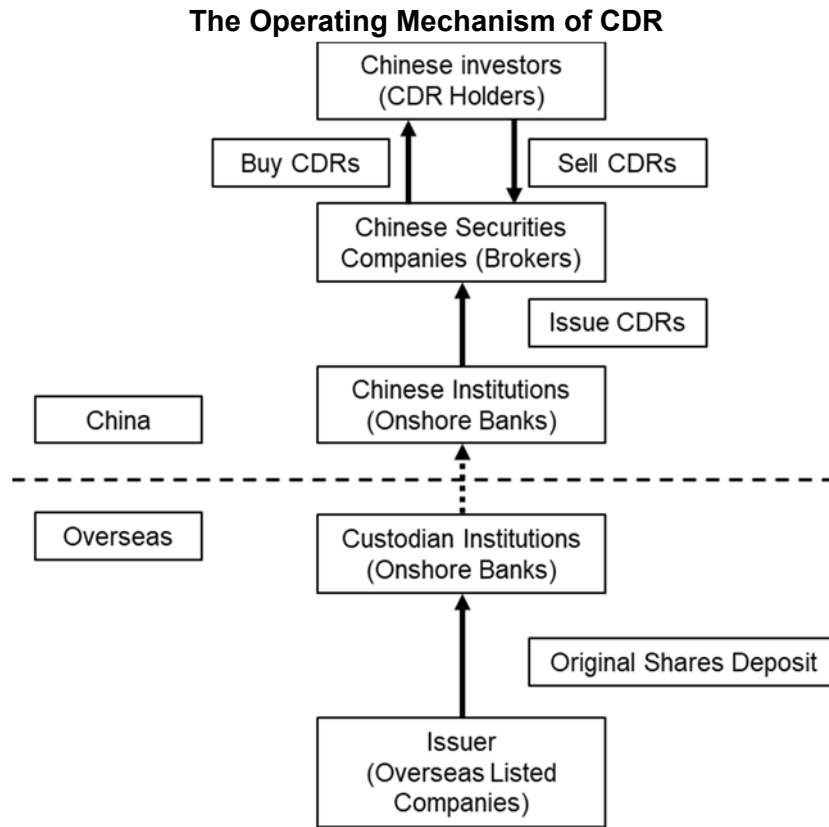 The Operating Mechanism of CDR
Chinese investors
(CDR Holders)
Buy CDRs
Sell CDRs
Chinese Securities
Companies (Brokers)
Issue CDRs
Chinese Institutions
(Onshore Banks)
China
Overseas
Custodian Institutions
(Onshore Banks)
Original Shares Deposit
Issuer
(Overseas Listed
Companies)